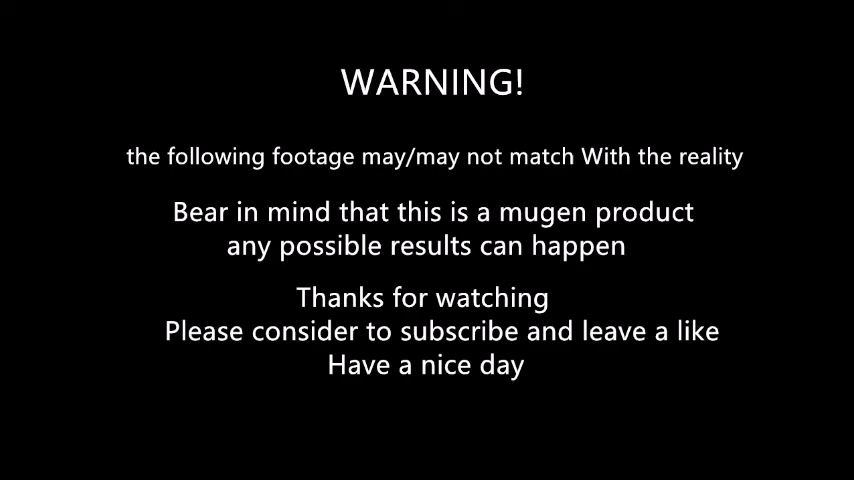 WARNING!
the following footage may/may not match With the reality
Bear in mind that this is a mugen product
any possible results can happen
Thanks for watching
Please consider to subscribe and leave a like
Have a nice day